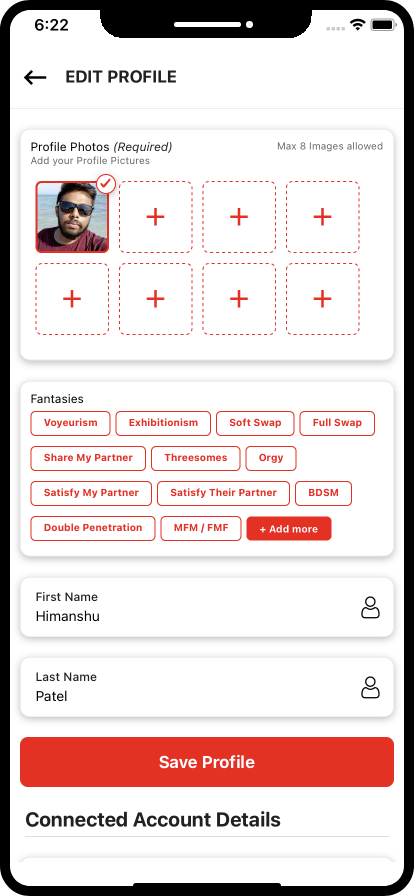 6:22
EDIT PROFILE
Profile Photos (Required)
Max 8 Images allowed
Add your Profile Pictures
+ + +
+ + + +
Fantasies
Voyeurism Exhibitionism Soft Swap Full Swap
Share My Partner Threesomes Orgy
Satisfy My Partner Satisfy Their Partner BDSM
Double Penetration MFM / FMF + Add more
First Name
Himanshu
Last Name
Patel
Save Profile
Connected Account Details